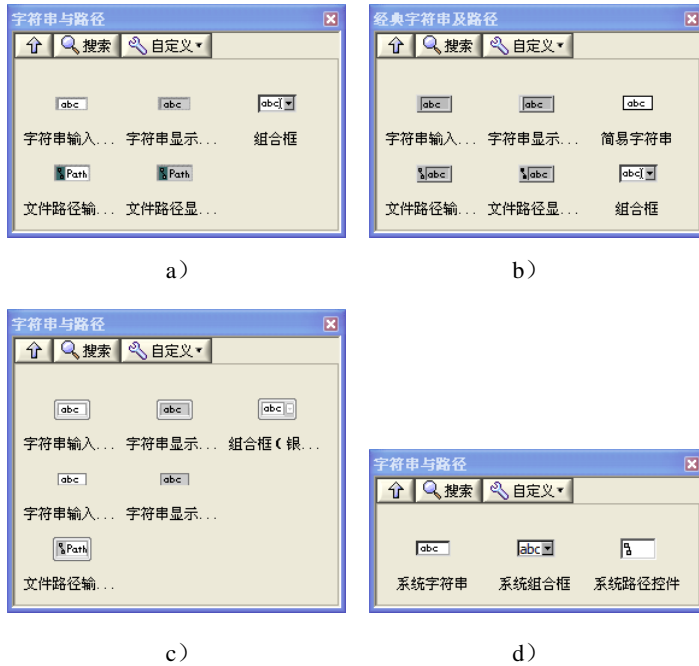 字符串与路径
搜索 自定义
abc abc abc
字符串输入... 字符串显示... 组合框
Path Path
文件路径输... 文件路径显...
a）
经典字符串及路径
搜索 自定义
abc abc abc
字符串输入... 字符串显示... 简易字符串
abc abc abc
文件路径输... 文件路径显... 组合框
b）
字符串与路径
搜索 自定义
abc abc abc
字符串输入... 字符串显示... 组合框(银...
abc abc
字符串输入... 字符串显示...
Path
文件路径输...
c）
字符串与路径
搜索 自定义
abc abc
系统字符串 系统组合框 系统路径控件
d）